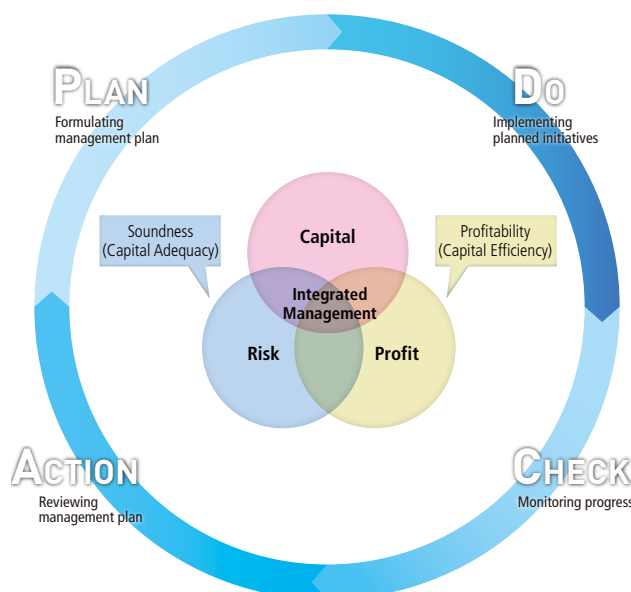 PLAN
Formulating
management plan
DO
Implementing
planned initiatives
Soundness
(Capital Adequacy)
Capital
Profitability
(Capital Efficiency)
Integrated
Management
Risk
Profit
ACTION
Reviewing
management plan
CHECK
Monitoring progress